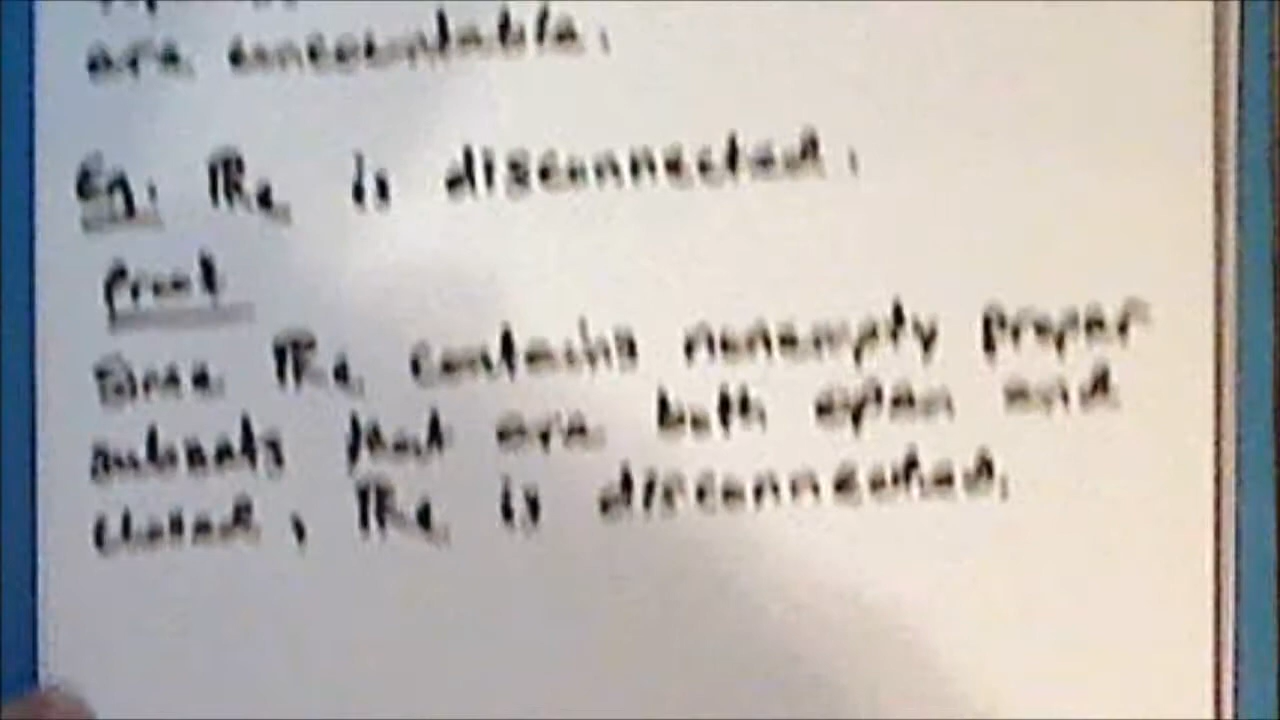 are uncountable.
Eg. ℝℓ is disconnected.
Proof
Since ℝℓ contains nonempty proper
subsets that are both open and
closed, ℝℓ is disconnected.